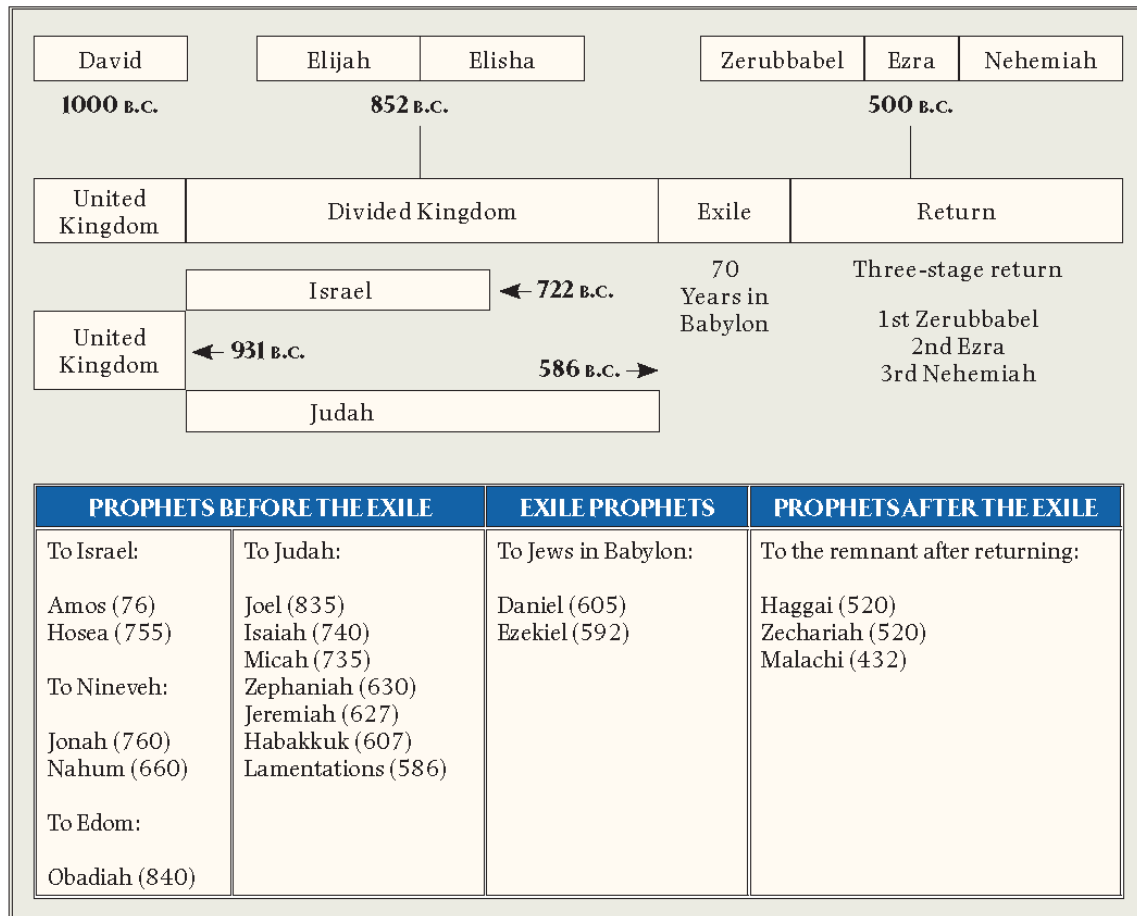 David
Elijah
Elisha
Zerubbabel
Ezra
Nehemiah
1000 B.C.
852 B.C.
500 B.C.
United
Kingdom
Divided Kingdom
Exile
Return
Israel
722 B.C.
United
Kingdom
931 B.C.
586 B.C.
Judah
70
Years in
Babylon
Three-stage return
1st Zerubbabel
2nd Ezra
3rd Nehemiah
PROPHETS BEFORE THE EXILE
To Israel:
Amos (76)
Hosea (755)
To Nineveh:
Jonah (760)
Nahum (660)
To Edom:
Obadiah (840)
To Judah:
Joel (835)
Isaiah (740)
Micah (735)
Zephaniah (630)
Jeremiah (627)
Habakkuk (607)
Lamentations (586)
EXILE PROPHETS
To Jews in Babylon:
Daniel (605)
Ezekiel (592)
PROPHETS AFTER THE EXILE
To the remnant after returning:
Haggai (520)
Zechariah (520)
Malachi (432)